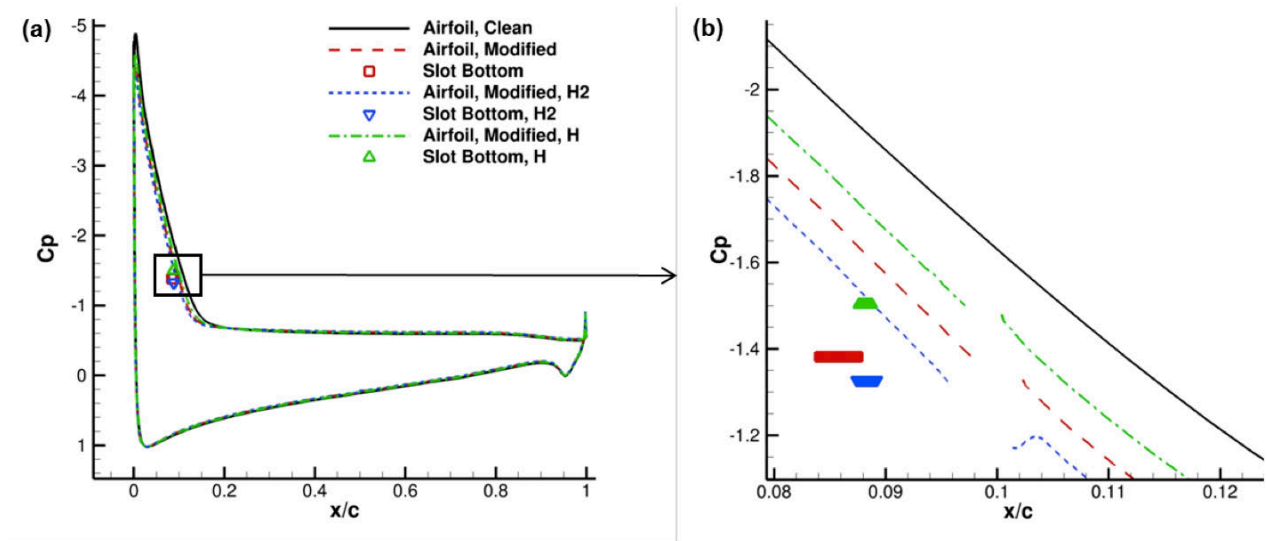 (a)
Airfoil, Clean
Airfoil, Modified
Slot Bottom
Airfoil, Modified, H2
Slot Bottom, H2
Airfoil, Modified, H
Slot Bottom, H
-5
-4
-3
-2
-1
0
1
Cp
0
0.2
0.4
0.6
0.8
1
x/c
(b)
-2
-1.8
-1.6
-1.4
-1.2
Cp
0.08
0.09
0.1
0.11
0.12
x/c